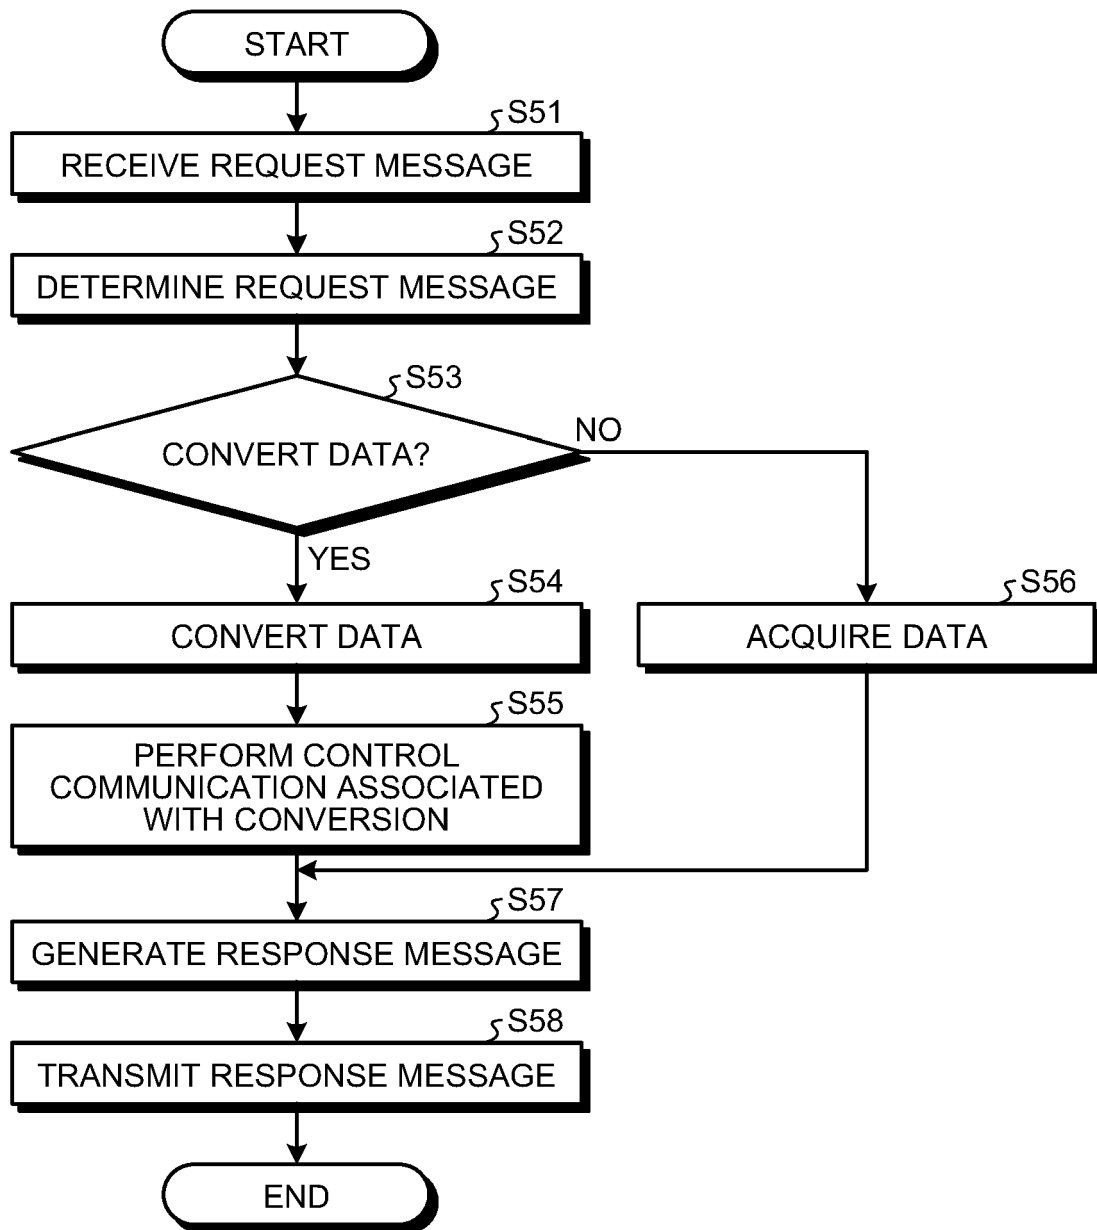 START
S51
RECEIVE REQUEST MESSAGE
S52
DETERMINE REQUEST MESSAGE
S53
CONVERT DATA?
NO
YES
S54
CONVERT DATA
S56
ACQUIRE DATA
S55
PERFORM CONTROL
COMMUNICATION ASSOCIATED
WITH CONVERSION
S57
GENERATE RESPONSE MESSAGE
S58
TRANSMIT RESPONSE MESSAGE
END